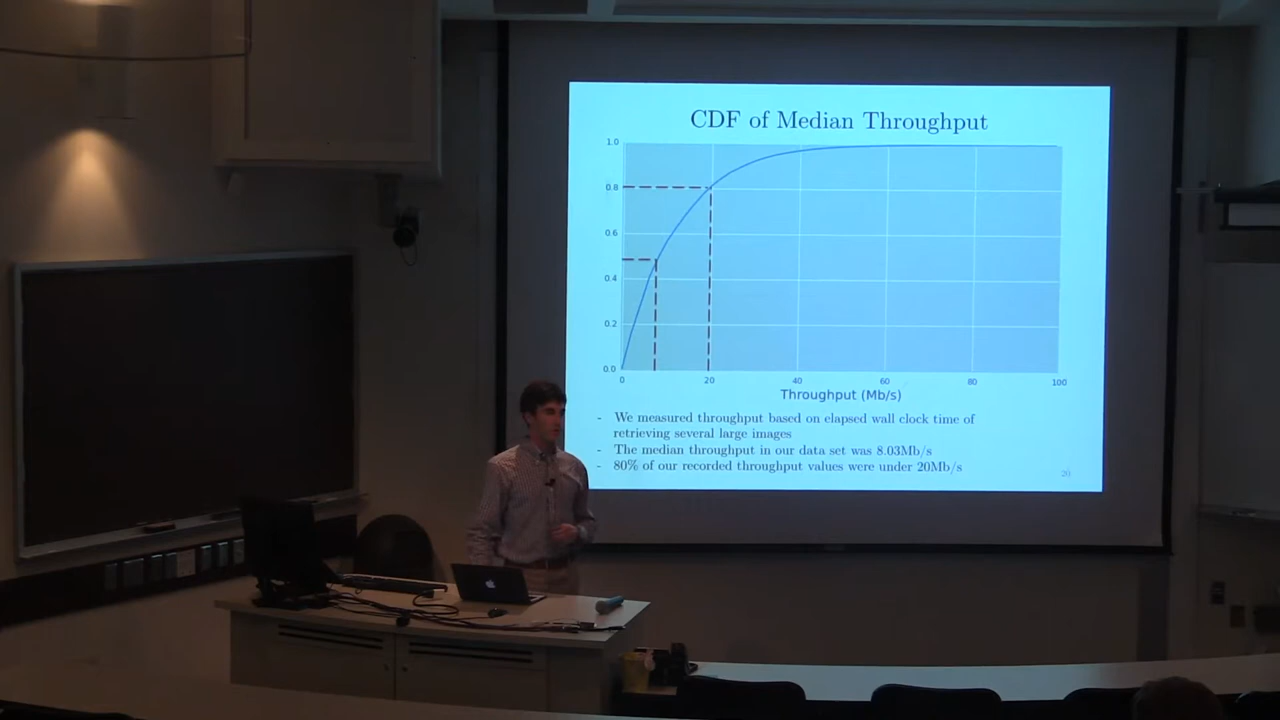 CDF of Median Throughput
1.0
0.8
0.6
0.4
0.2
0.0
0 20 40 60 80 100
Throughput (Mb/s)
- We measured throughput based on elapsed wall clock time of
retrieving several large images
- The median throughput in our data set was 8.03Mb/s
- 80% of our recorded throughput values were under 20Mb/s
20